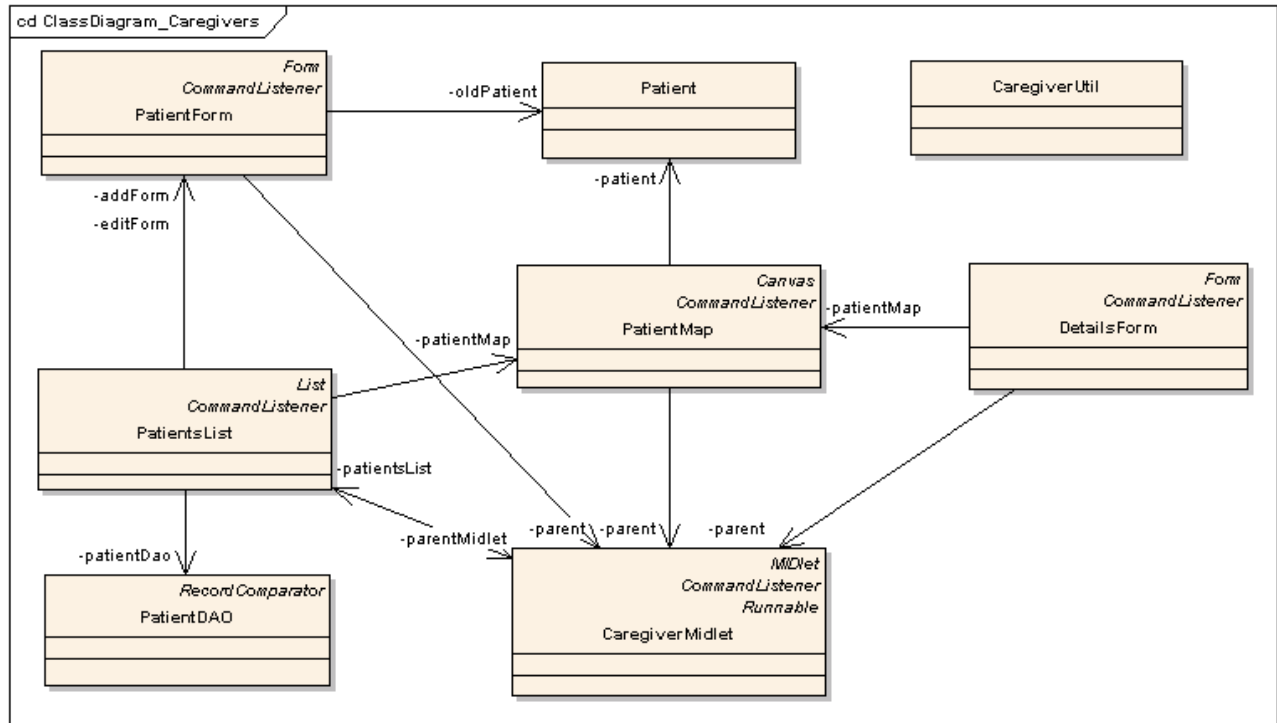 cd ClassDiagram_Caregivers
Form
CommandListener
PatientForm
-oldPatient
Patient
CaregiverUtil
-addForm
-editForm
-patient
Canvas
CommandListener
PatientMap
-patientMap
Form
CommandListener
DetailsForm
-patientMap
List
CommandListener
PatientsList
-patientsList
-parentMidlet
-parent
-parent
-parent
-patientDao
RecordComparator
PatientDAO
MIDlet
CommandListener
Runnable
CaregiverMidlet